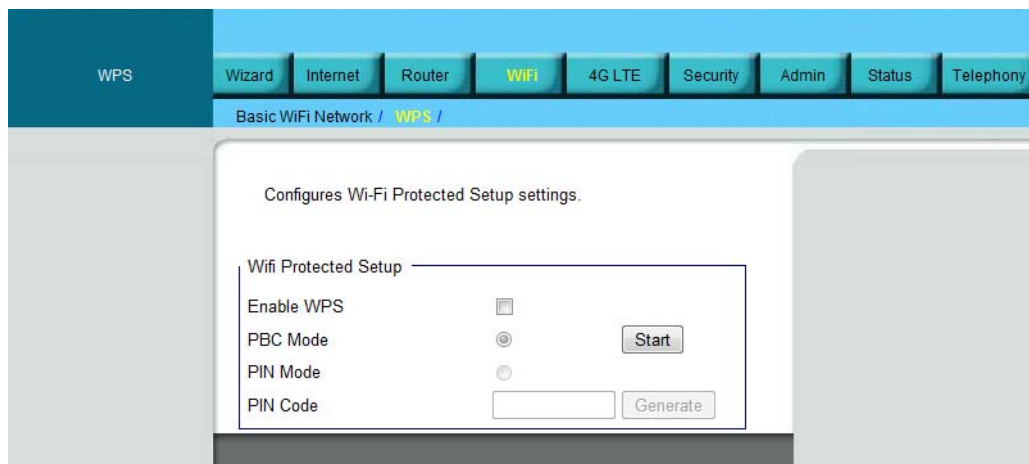 WPS
Wizard Internet Router WiFi 4G LTE Security Admin Status Telephony
Basic WiFi Network / WPS /
Configures Wi-Fi Protected Setup settings.
Wifi Protected Setup
Enable WPS
PBC Mode Start
PIN Mode
PIN Code Generate